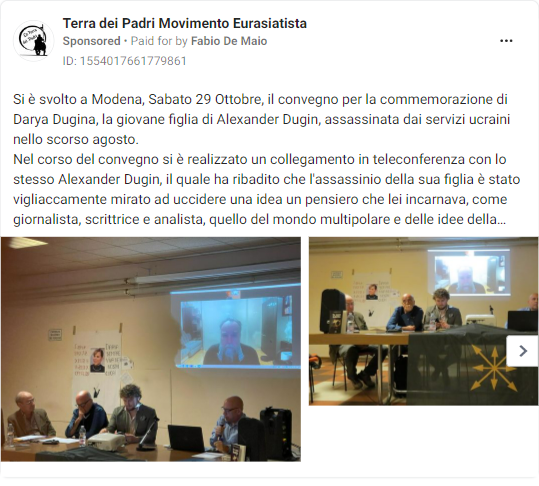 Terra dei Padri Movimento Eurasiatista
Sponsored • Paid for by Fabio De Maio
ID: 1554017661779861
Si è svolto a Modena, Sabato 29 Ottobre, il convegno per la commemorazione di
Darya Dugina, la giovane figlia di Alexander Dugin, assassinata dai servizi ucraini
nello scorso agosto.
Nel corso del convegno si è realizzato un collegamento in teleconferenza con lo
stesso Alexander Dugin, il quale ha ribadito che l'assassinio della sua figlia è stato
vigliaccamente mirato ad uccidere una idea un pensiero che lei incarnava, come
giornalista, scrittrice e analista, quello del mondo multipolare e delle idee della...